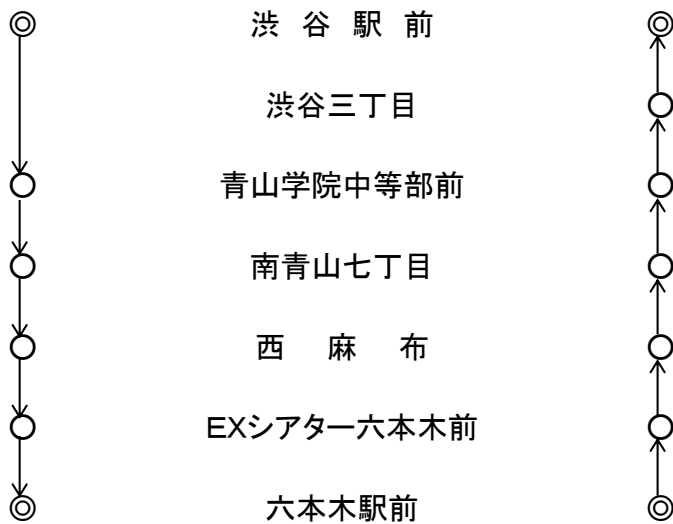 渋谷駅前
渋谷三丁目
青山学院中等部前
南青山七丁目
西麻布
EXシアター六本木前
六本木駅前